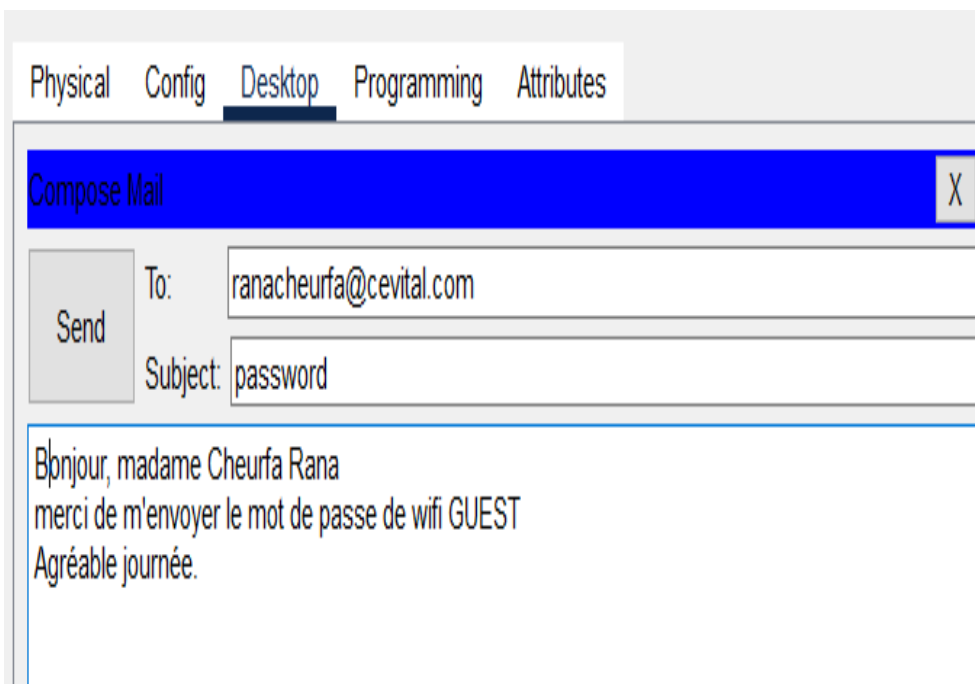 Physical Config Desktop Programming Attributes
Compose Mail X
Send
To: ranacheurfa@cevital.com
Subject: password
Bonjour, madame Cheurfa Rana
merci de m'envoyer le mot de passe de wifi GUEST
Agréable journée.